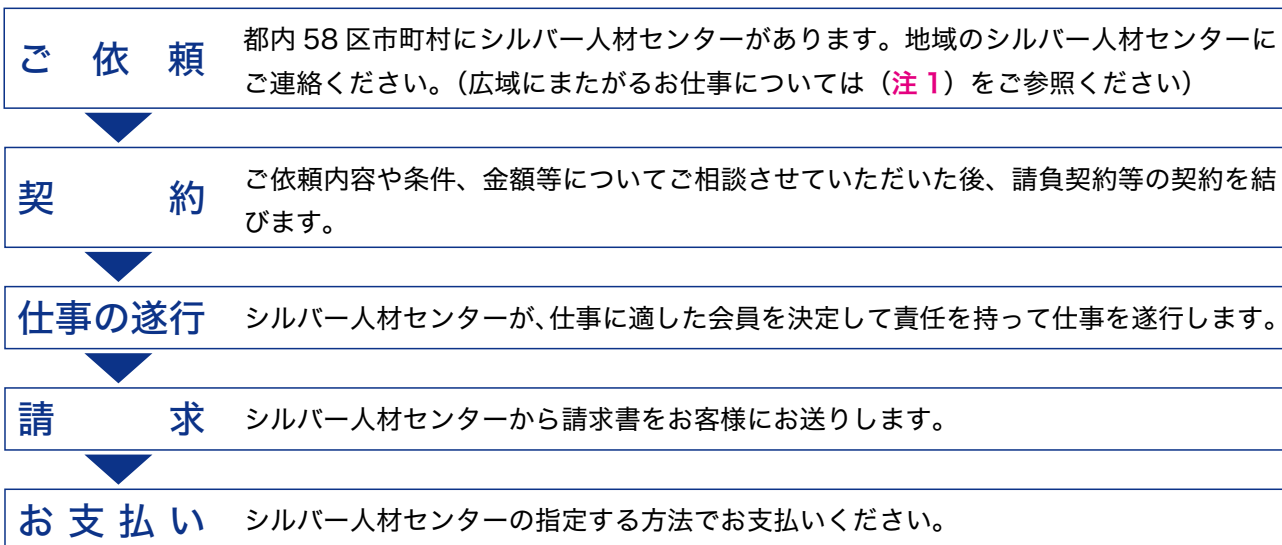 ご依頼
都内 58 区市町村にシルバー人材センターがあります。地域のシルバー人材センターに
ご連絡ください。（広域にまたがるお仕事については（注 1）をご参照ください）
契約
ご依頼内容や条件、金額等についてご相談させていただいた後、請負契約等の契約を結
びます。
仕事の遂行
シルバー人材センターが、仕事に適した会員を決定して責任を持って仕事を遂行します。
請求
シルバー人材センターから請求書をお客様にお送りします。
お支払い
シルバー人材センターの指定する方法でお支払いください。